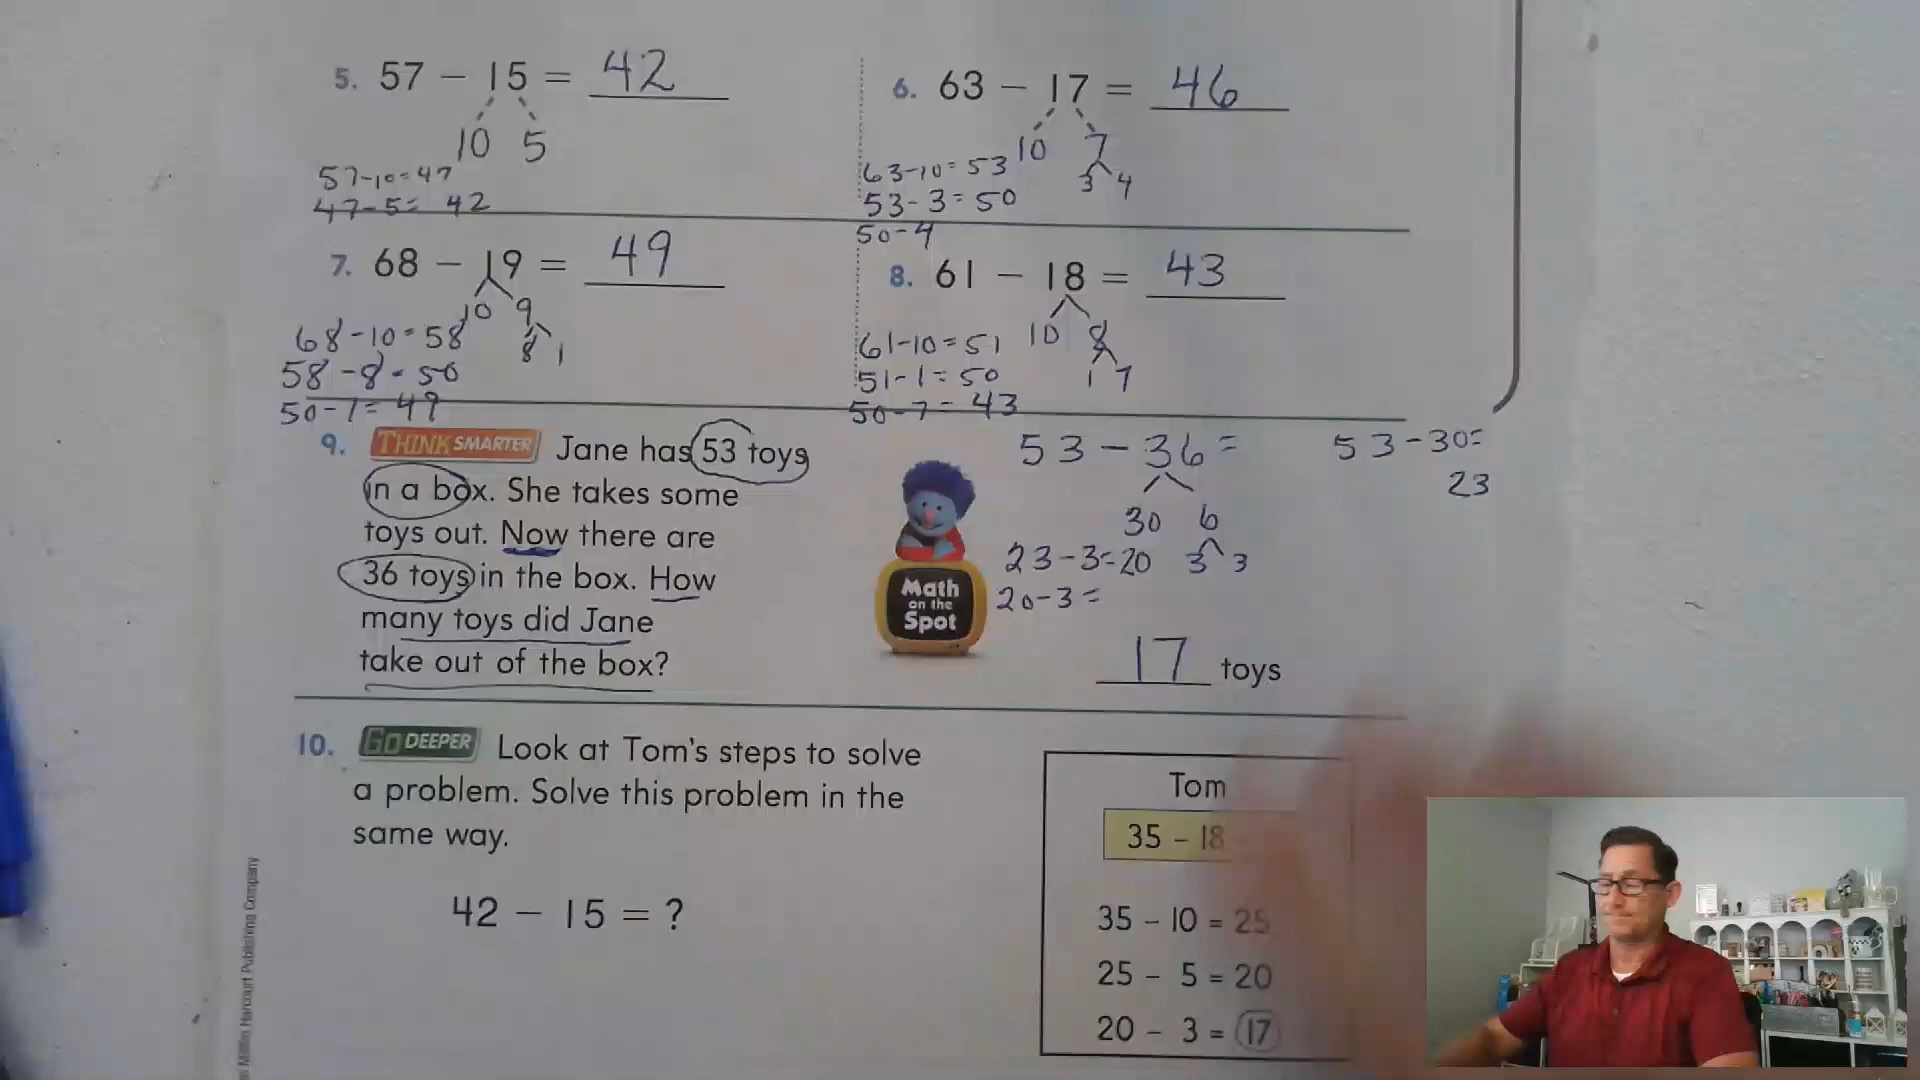 5. 57 – 15 = 42
10 5
57-10=47
47-5= 42
6. 63 – 17 = 46
10 7
3 4
63-10=53
53-3=50
50-4
7. 68 – 19 = 49
10 9
8 1
68-10=58
58-8=50
50-1=49
8. 61 – 18 = 43
10 8
1 7
61-10=51
51-1=50
50-7=43
9. THINK SMARTER Jane has 53 toys
in a box. She takes some
toys out. Now there are
36 toys in the box. How
many toys did Jane
take out of the box?
Math
on the
Spot
53-36=
30 6
3 3
53-30=
23
23-3=20
20-3=
17 toys
10. GO DEEPER Look at Tom's steps to solve
a problem. Solve this problem in the
same way.
42 – 15 = ?
Tom
35 – 18
35 – 10 = 25
25 – 5 = 20
20 – 3 = 17
Mifflin Harcourt Publishing Company